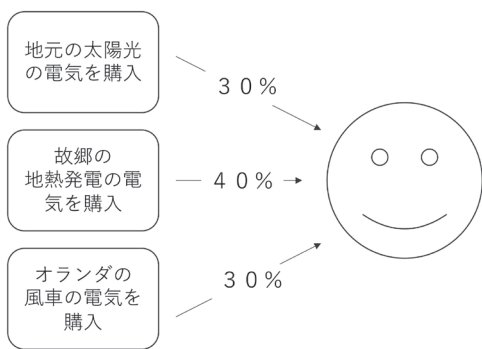 地元の太陽光
の電気を購入
３０%
故郷の
地熱発電の電
気を購入
４０%
オランダの
風車の電気を
購入
３０%